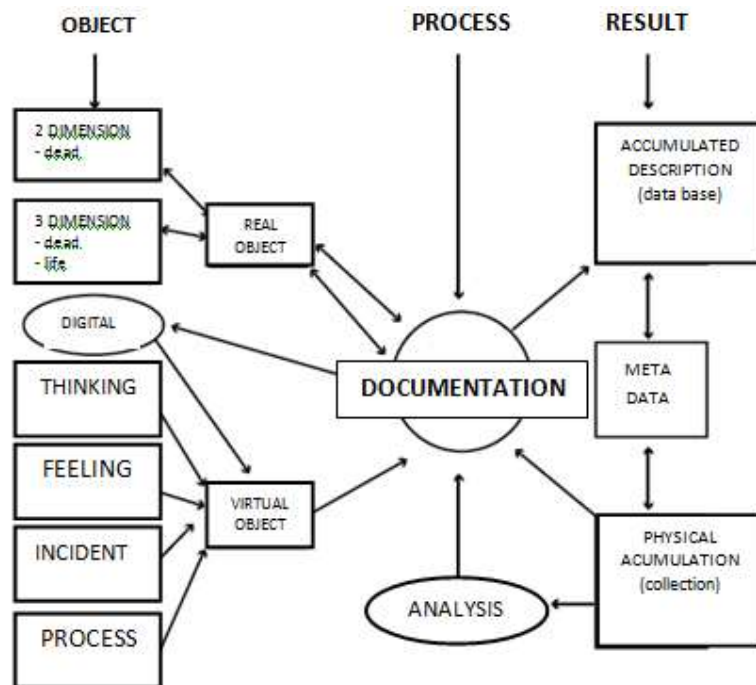 OBJECT
PROCESS
RESULT
2 DIMENSION
- dead.
3 DIMENSION
- dead.
- life
REAL
OBJECT
DIGITAL
THINKING
FEELING
INCIDENT
PROCESS
VIRTUAL
OBJECT
DOCUMENTATION
ANALYSIS
ACCUMULATED
DESCRIPTION
(data base)
META
DATA
PHYSICAL
ACUMULATION
(collection)